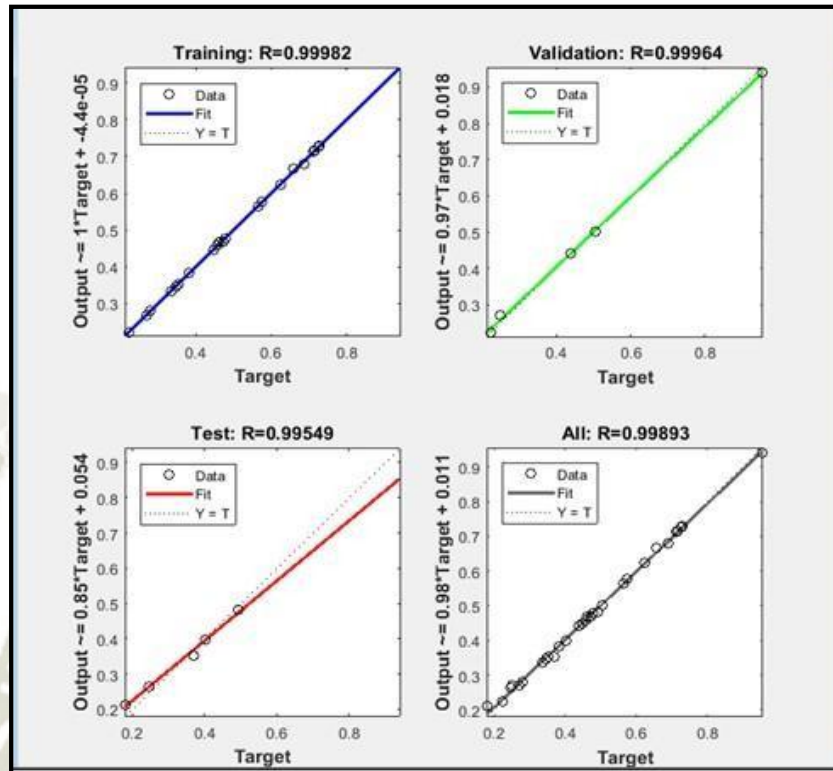 Training: R=0.99982
Output ~= 1*Target + -4.4e-05
0.9
0.8
0.7
0.6
0.5
0.4
0.3
Data
Fit
Y = T
0.4
0.6
0.8
Target
Validation: R=0.99964
Output ~= 0.97*Target + 0.018
0.9
0.8
0.7
0.6
0.5
0.4
0.3
Data
Fit
Y = T
0.4
0.6
0.8
Target
Test: R=0.99549
Output ~= 0.85*Target + 0.054
0.9
0.8
0.7
0.6
0.5
0.4
0.3
0.2
Data
Fit
Y = T
0.2
0.4
0.6
0.8
Target
All: R=0.99893
Output ~= 0.98*Target + 0.011
0.9
0.8
0.7
0.6
0.5
0.4
0.3
0.2
Data
Fit
Y = T
0.2
0.4
0.6
0.8
Target